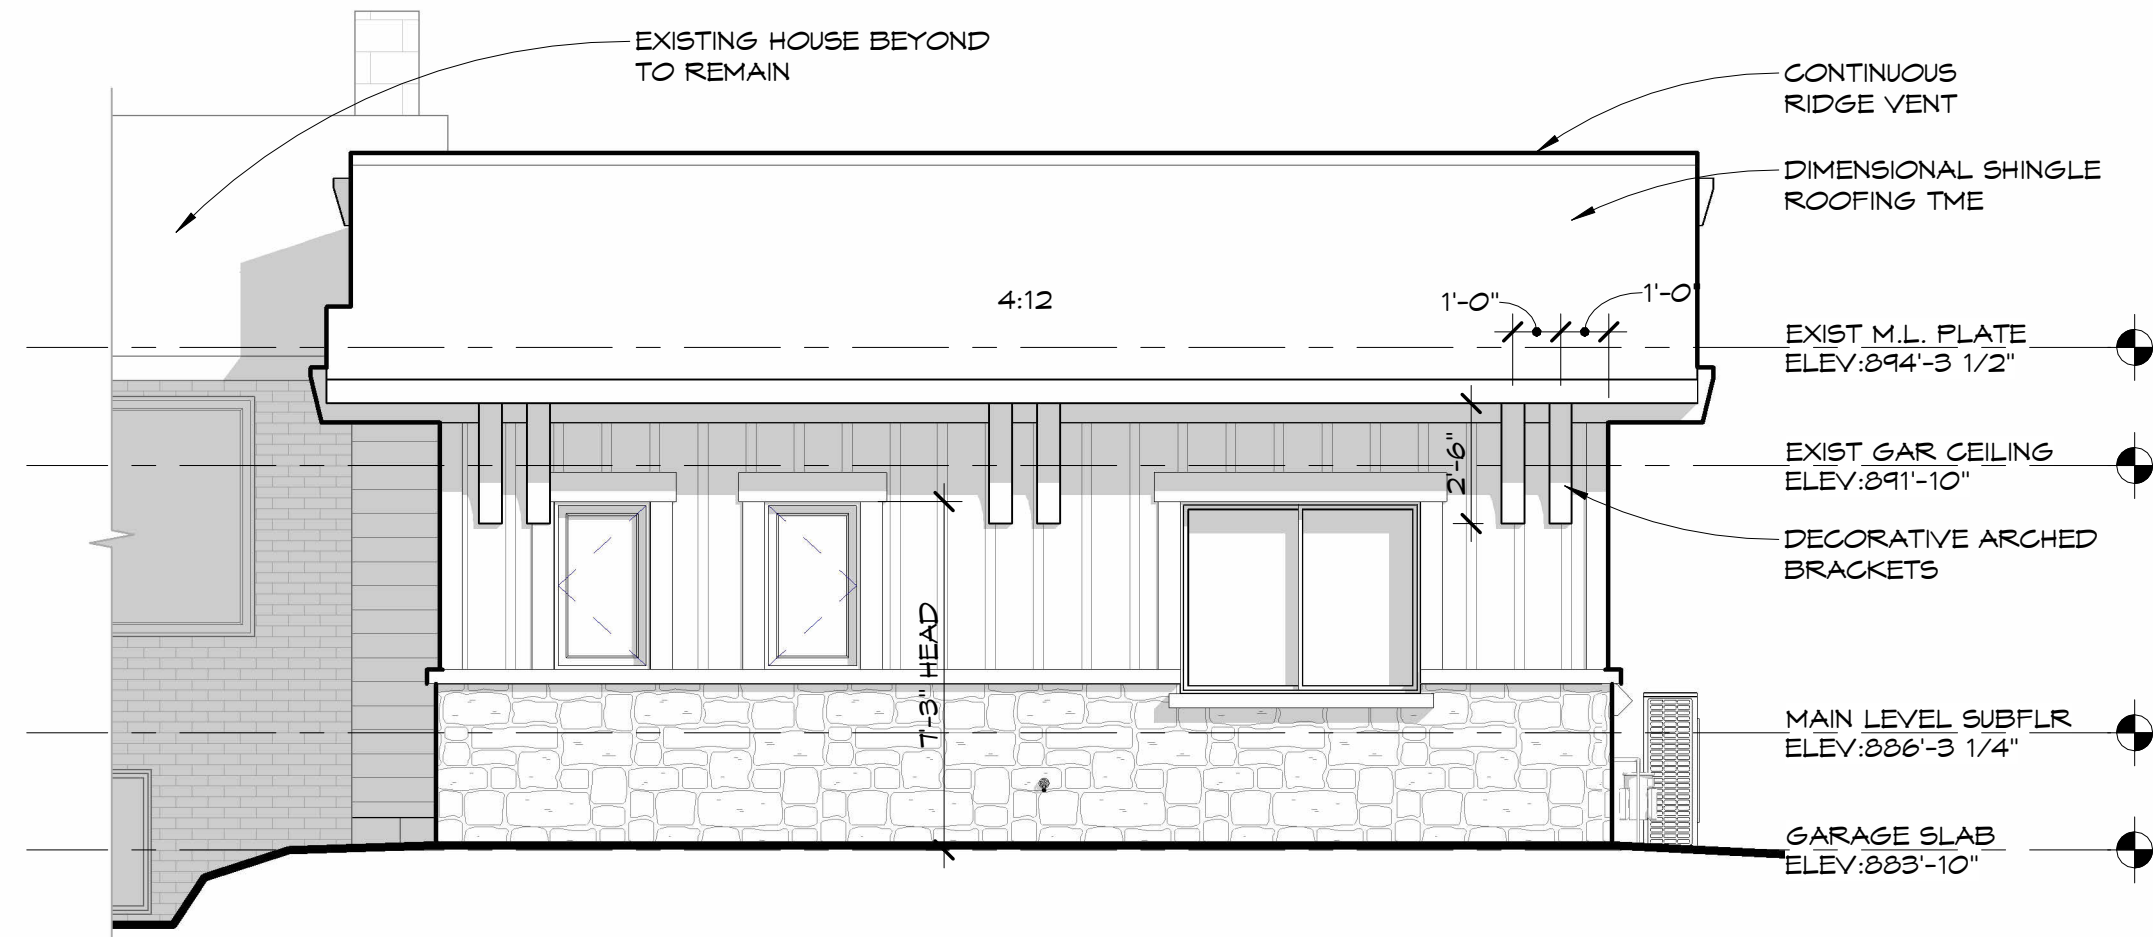 EXISTING HOUSE BEYOND
TO REMAIN
CONTINUOUS
RIDGE VENT
DIMENSIONAL SHINGLE
ROOFING TME
4:12
1'-0"
1'-0"
EXIST M.L. PLATE
ELEV:894'-3 1/2"
2'-6"
EXIST GAR CEILING
ELEV:891'-10"
DECORATIVE ARCHED
BRACKETS
7'-3" HEAD
MAIN LEVEL SUBFLR
ELEV:886'-3 1/4"
GARAGE SLAB
ELEV:883'-10"